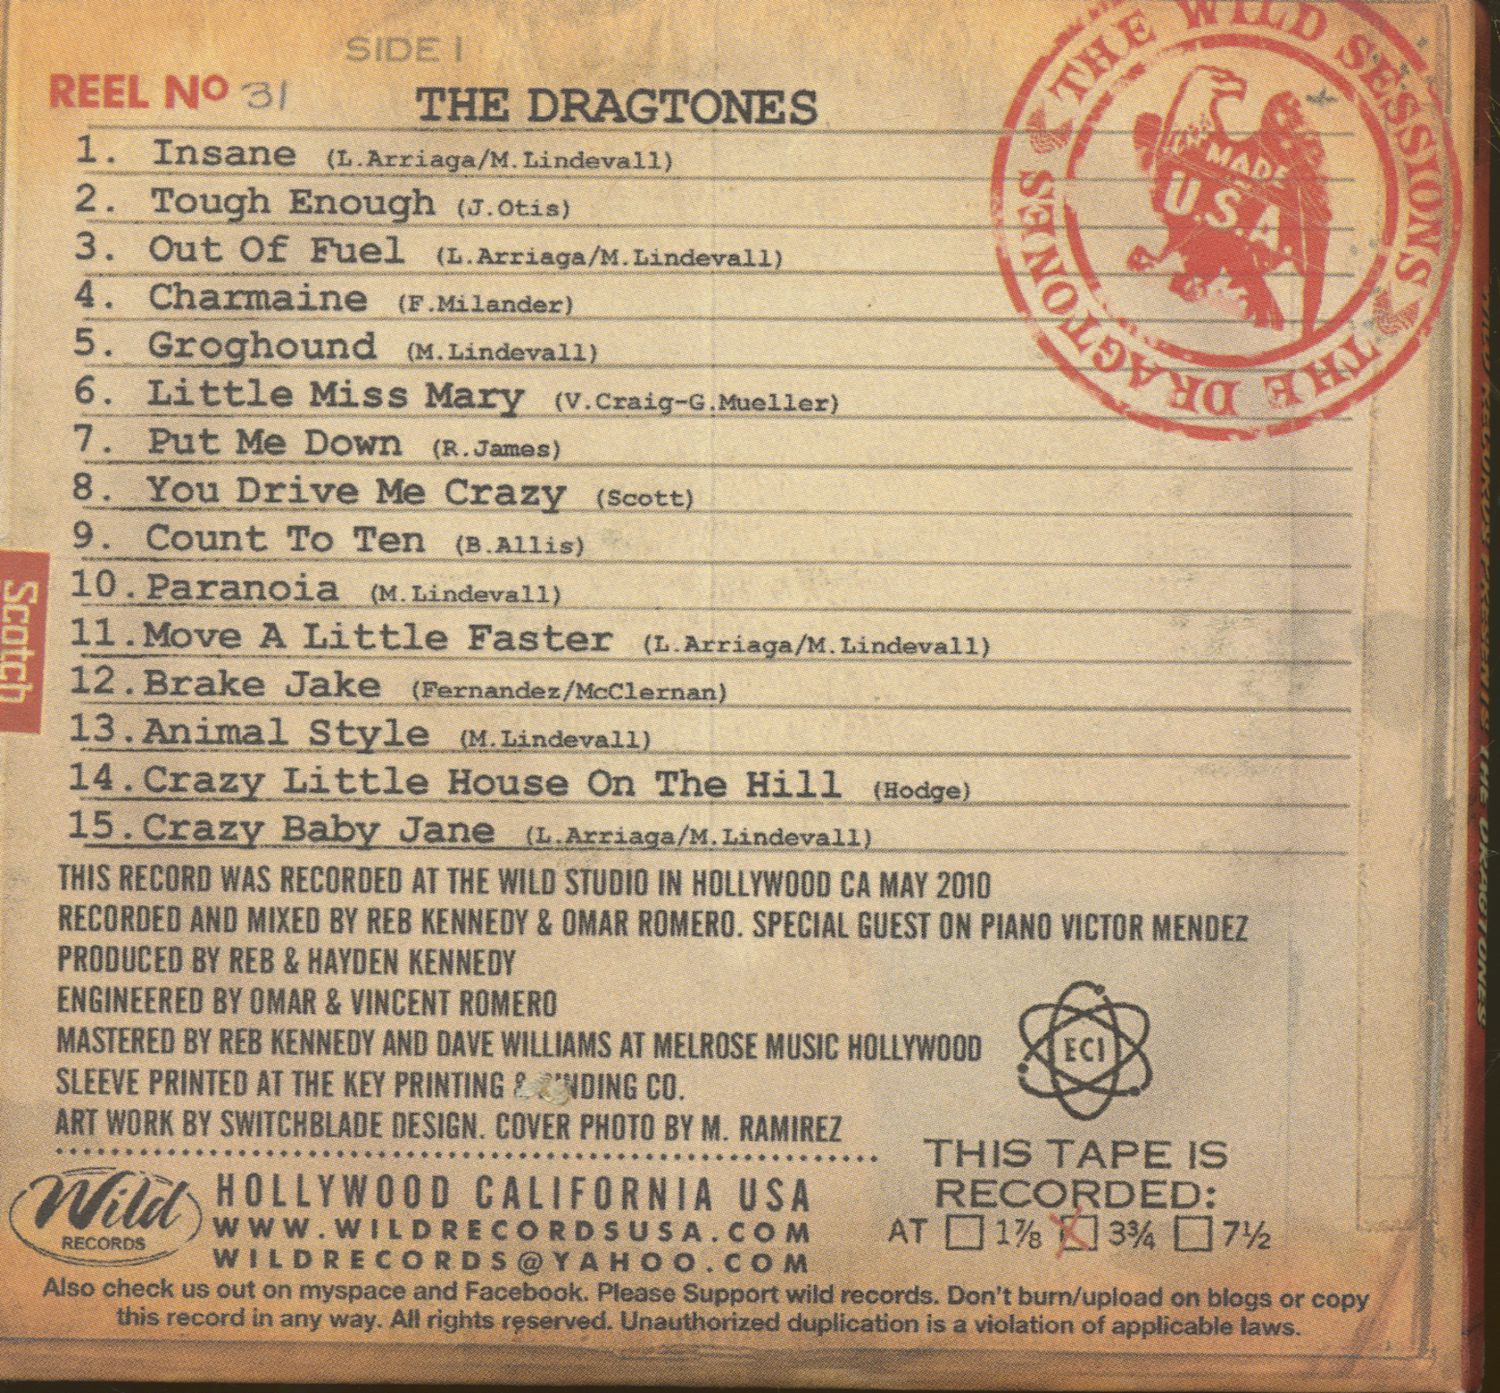 SIDE 1
REEL No 31
THE DRAGTONES
1. Insane (L.Arriaga/M.Lindevall)
2. Tough Enough (J.Otis)
3. Out Of Fuel (L.Arriaga/M.Lindevall)
4. Charmaine (F.Milander)
5. Groghound (M.Lindevall)
6. Little Miss Mary (V.Craig-G.Mueller)
7. Put Me Down (R.James)
8. You Drive Me Crazy (Scott)
9. Count To Ten (B.Allis)
10. Paranoia (M.Lindevall)
11. Move A Little Faster (L.Arriaga/M.Lindevall)
12. Brake Jake (Fernandez/McClernan)
13. Animal Style (M.Lindevall)
14. Crazy Little House On The Hill (Hodge)
15. Crazy Baby Jane (L.Arriaga/M.Lindevall)
THE WILD SESSIONS
THE DRAGTONES
MADE
U.S.A.
Scotch
THIS RECORD WAS RECORDED AT THE WILD STUDIO IN HOLLYWOOD CA MAY 2010
RECORDED AND MIXED BY REB KENNEDY & OMAR ROMERO. SPECIAL GUEST ON PIANO VICTOR MENDEZ
PRODUCED BY REB & HAYDEN KENNEDY
ENGINEERED BY OMAR & VINCENT ROMERO
MASTERED BY REB KENNEDY AND DAVE WILLIAMS AT MELROSE MUSIC HOLLYWOOD
SLEEVE PRINTED AT THE KEY PRINTING & CO.
ART WORK BY SWITCHBLADE DESIGN. COVER PHOTO BY M. RAMIREZ
ECI
THIS TAPE IS
RECORDED:
AT 1⅞ 3¾ 7½
Wild
RECORDS
HOLLYWOOD CALIFORNIA USA
WWW.WILDRECORDSUSA.COM
WILDRECORDS@YAHOO.COM
Also check us out on myspace and Facebook. Please Support wild records. Don't burn/upload on blogs or copy
this record in any way. All rights reserved. Unauthorized duplication is a violation of applicable laws.
THE DRAGTONES